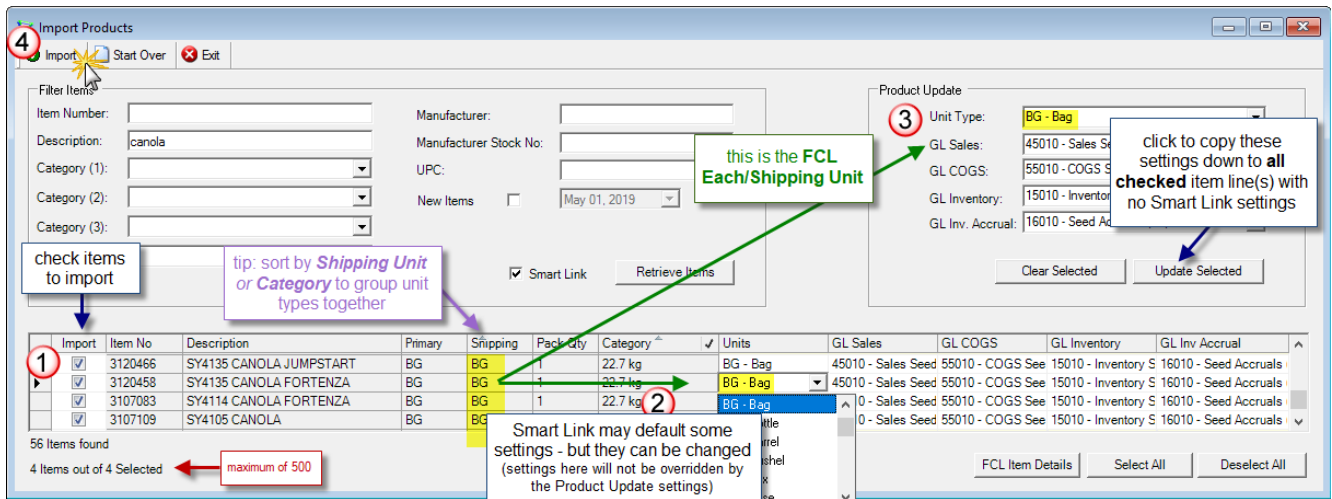 Import Products
4
Import Start Over Exit
Filter Items
Item Number:
Description: canola
Category (1):
Category (2):
Category (3):
Manufacturer:
Manufacturer Stock No:
UPC:
New Items May 01, 2019
Smart Link Retrieve Items
Product Update
3
Unit Type: BG - Bag
GL Sales: 45010 - Sales
GL COGS: 55010 - COGS
GL Inventory: 15010 - Inventor
GL Inv. Accrual: 16010 - Seed
Clear Selected Update Selected
click to copy these
settings down to all
checked item line(s) with
no Smart Link settings
this is the FCL
Each/Shipping Unit
check items
to import
tip: sort by Shipping Unit
or Category to group unit
types together
Import Item No Description Primary Shipping Pack Qty Category Units GL Sales GL COGS GL Inventory GL Inv Accrual
1
3120466 SY4135 CANOLA JUMPSTART BG BG 1 22.7 kg BG - Bag 45010 - Sales Seed 55010 - COGS See 15010 - Inventory S 16010 - Seed Accruals
3120458 SY4135 CANOLA FORTENZA BG BG 1 22.7 kg BG - Bag 45010 - Sales Seed 55010 - COGS See 15010 - Inventory S 16010 - Seed Accruals
3107083 SY4114 CANOLA FORTENZA BG BG 1 22.7 kg BG - Bag 0 - Sales Seed 55010 - COGS See 15010 - Inventory S 16010 - Seed Accruals
3107109 SY4105 CANOLA BG 0 - Sales Seed 55010 - COGS See 15010 - Inventory S 16010 - Seed Accruals
2
Smart Link may default some
settings - but they can be changed
(settings here will not be overridden by
the Product Update settings)
56 Items found
4 Items out of 4 Selected
maximum of 500
FCL Item Details Select All Deselect All